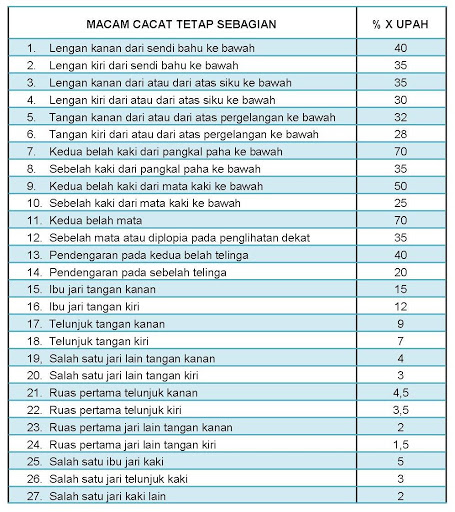 MACAM CACAT TETAP SEBAGIAN % X UPAH
1. Lengan kanan dari sendi bahu ke bawah 40
2. Lengan kiri dari sendi bahu ke bawah 35
3. Lengan kanan dari atau dari atas siku ke bawah 35
4. Lengan kiri dari atau dari atas siku ke bawah 30
5. Tangan kanan dari atau dari atas pergelangan ke bawah 32
6. Tangan kiri dari atau dari atas pergelangan ke bawah 28
7. Kedua belah kaki dari pangkal paha ke bawah 70
8. Sebelah kaki dari pangkal paha ke bawah 35
9. Kedua belah kaki dari mata kaki ke bawah 50
10. Sebelah kaki dari mata kaki ke bawah 25
11. Kedua belah mata 70
12. Sebelah mata atau diplopia pada penglihatan dekat 35
13. Pendengaran pada kedua belah telinga 40
14. Pendengaran pada sebelah telinga 20
15. Ibu jari tangan kanan 15
16. Ibu jari tangan kiri 12
17. Telunjuk tangan kanan 9
18. Telunjuk tangan kiri 7
19, Salah satu jari lain tangan kanan 4
20. Salah satu jari lain tangan kiri 3
21. Ruas pertama telunjuk kanan 4,5
22. Ruas pertama telunjuk kiri 3,5
23. Ruas pertama jari lain tangan kanan 2
24. Ruas pertama jari lain tangan kiri 1,5
25. Salah satu ibu jari kaki 5
26. Salah satu jari telunjuk kaki 3
27. Salah satu jari kaki lain 2